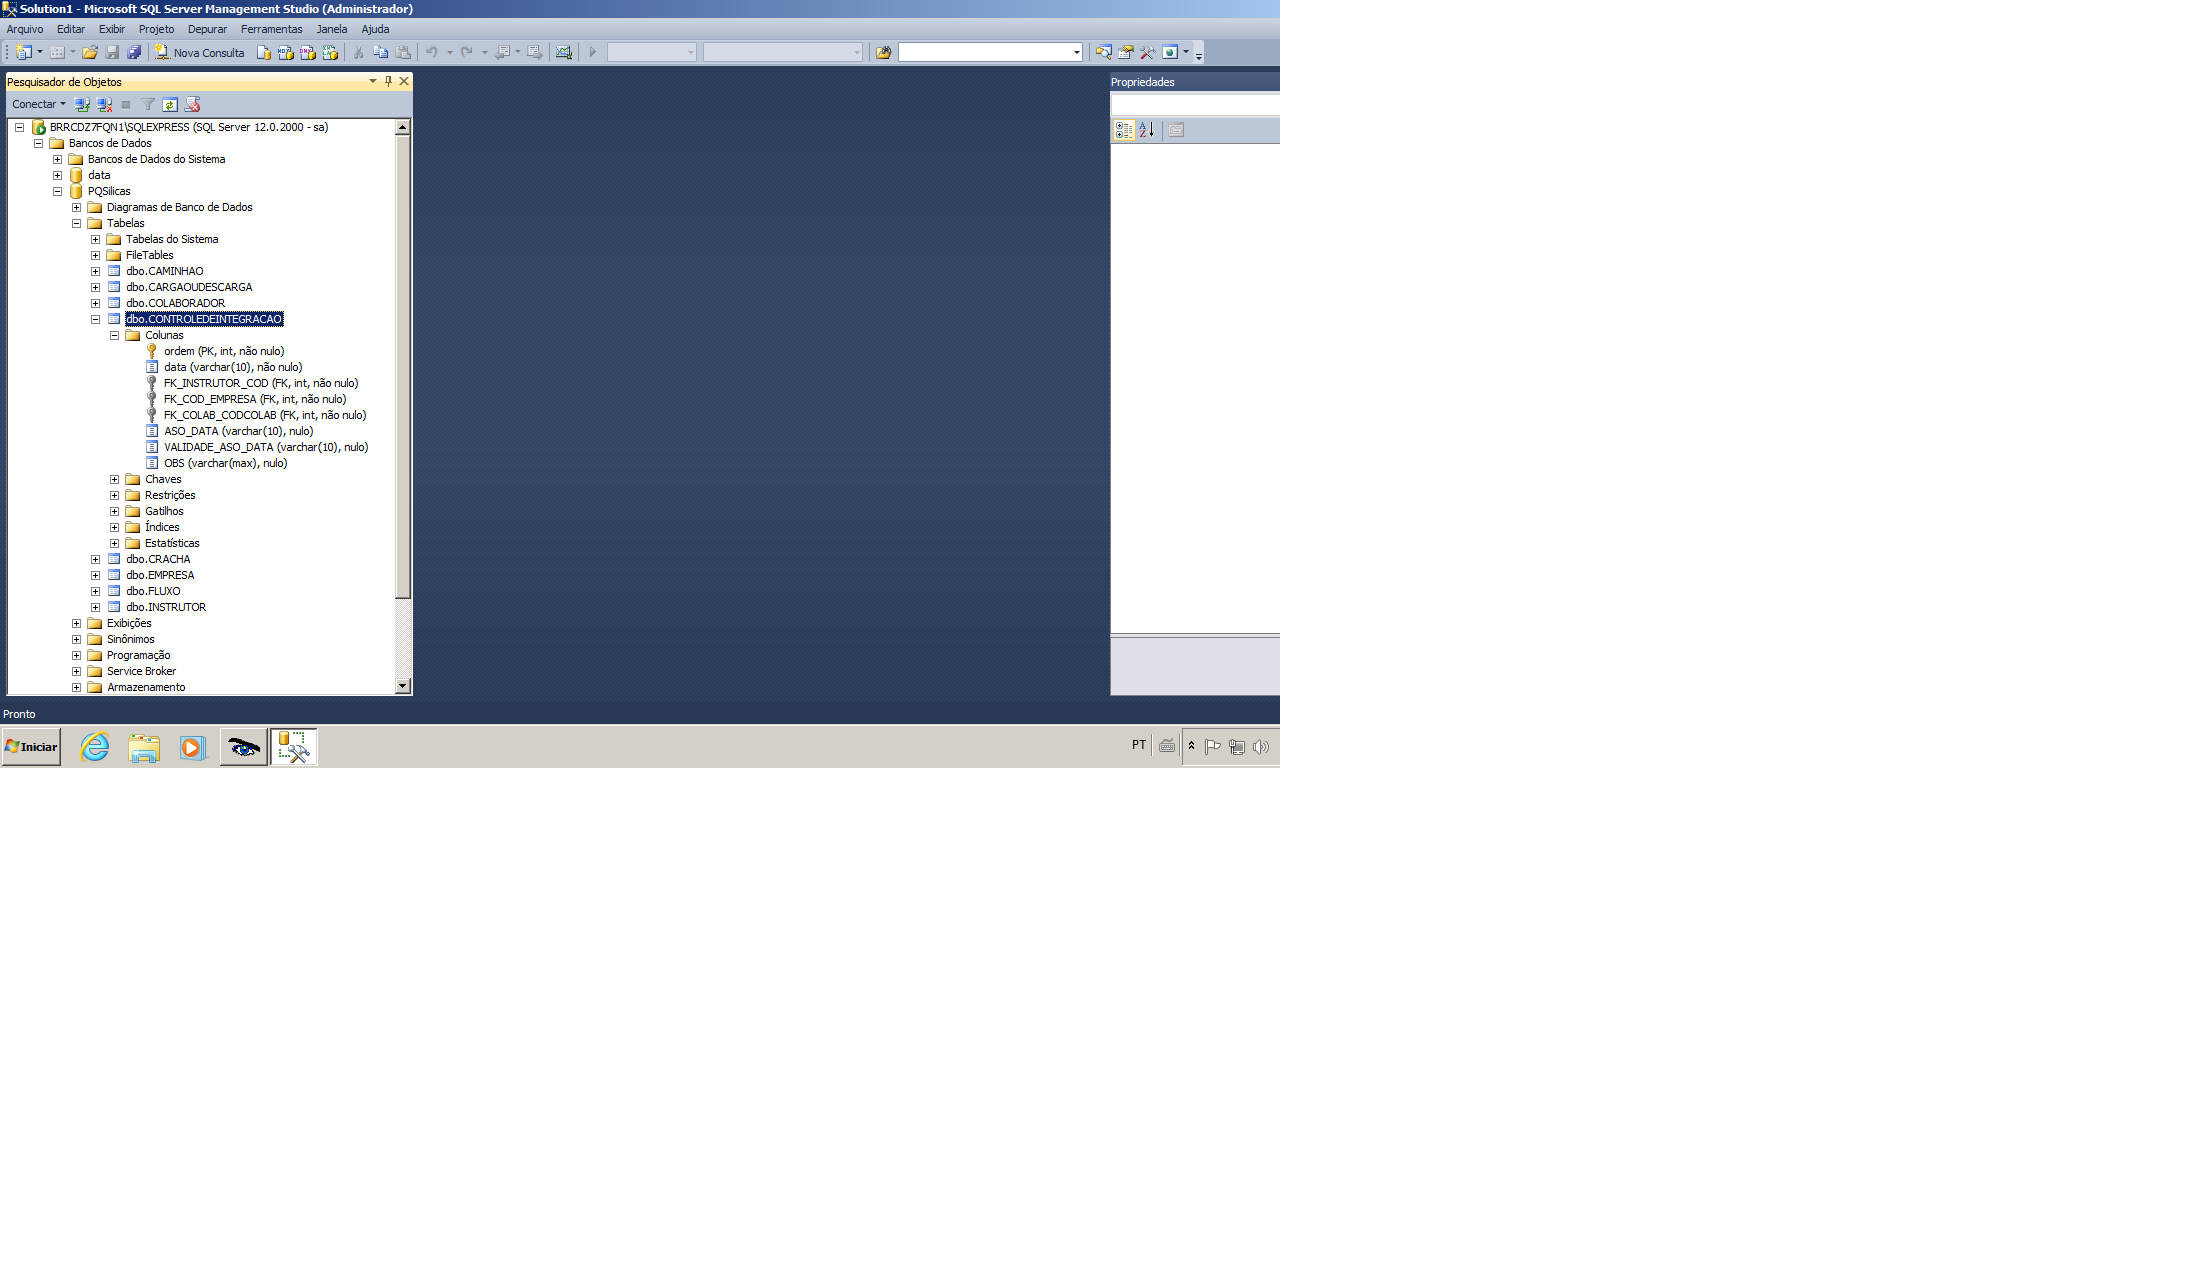 Solution1 - Microsoft SQL Server Management Studio (Administrador)
Arquivo Editar Exibir Projeto Depurar Ferramentas Janela Ajuda
Nova Consulta
Pesquisador de Objetos
Propriedades
Conectar
BRRCDZ7FQN1\SQLEXPRESS (SQL Server 12.0.2000 - sa)
Bancos de Dados
Bancos de Dados do Sistema
data
PQSilicas
Diagramas de Banco de Dados
Tabelas
Tabelas do Sistema
FileTables
dbo.CAMINHAO
dbo.CARGAOUDESCARGA
dbo.COLABORADOR
dbo.CONTROLEDEINTEGRACAO
Colunas
ordem (PK, int, não nulo)
data (varchar(10), não nulo)
FK_INSTRUTOR_COD (FK, int, não nulo)
FK_COD_EMPRESA (FK, int, não nulo)
FK_COLAB_CODCOLAB (FK, int, não nulo)
ASO_DATA (varchar(10), nulo)
VALIDADE_ASO_DATA (varchar(10), nulo)
OBS (varchar(max), nulo)
Chaves
Restrições
Gatilhos
Índices
Estatísticas
dbo.CRACHA
dbo.EMPRESA
dbo.FLUXO
dbo.INSTRUTOR
Exibições
Sinônimos
Programação
Service Broker
Armazenamento
Pronto
Iniciar
PT